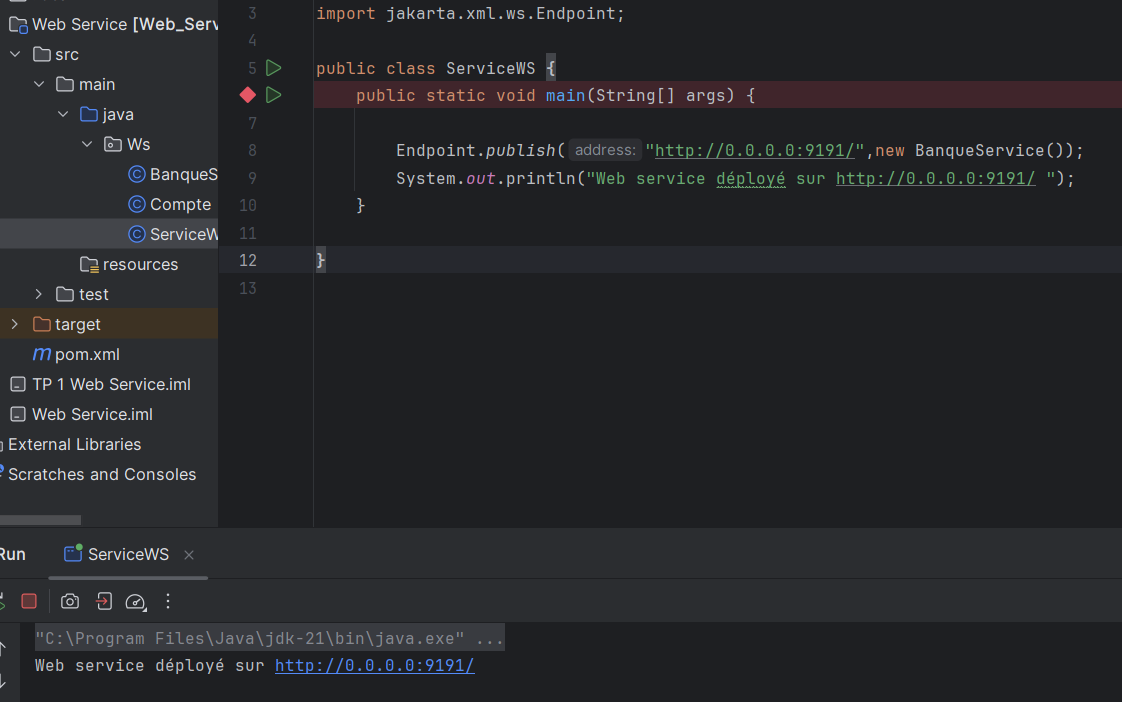 Web Service [Web_Serv
src
main
java
Ws
BanqueS
Compte
ServiceW
resources
test
target
m pom.xml
TP 1 Web Service.iml
Web Service.iml
External Libraries
Scratches and Consoles
3 import jakarta.xml.ws.Endpoint;
4
5 public class ServiceWS {
public static void main(String[] args) {
7
8 Endpoint.publish( address: "http://0.0.0.0:9191/",new BanqueService());
9 System.out.println("Web service déployé sur http://0.0.0.0:9191/ ");
10 }
11
12 }
13
Run ServiceWS
"C:\Program Files\Java\jdk-21\bin\java.exe" ...
Web service déployé sur http://0.0.0.0:9191/